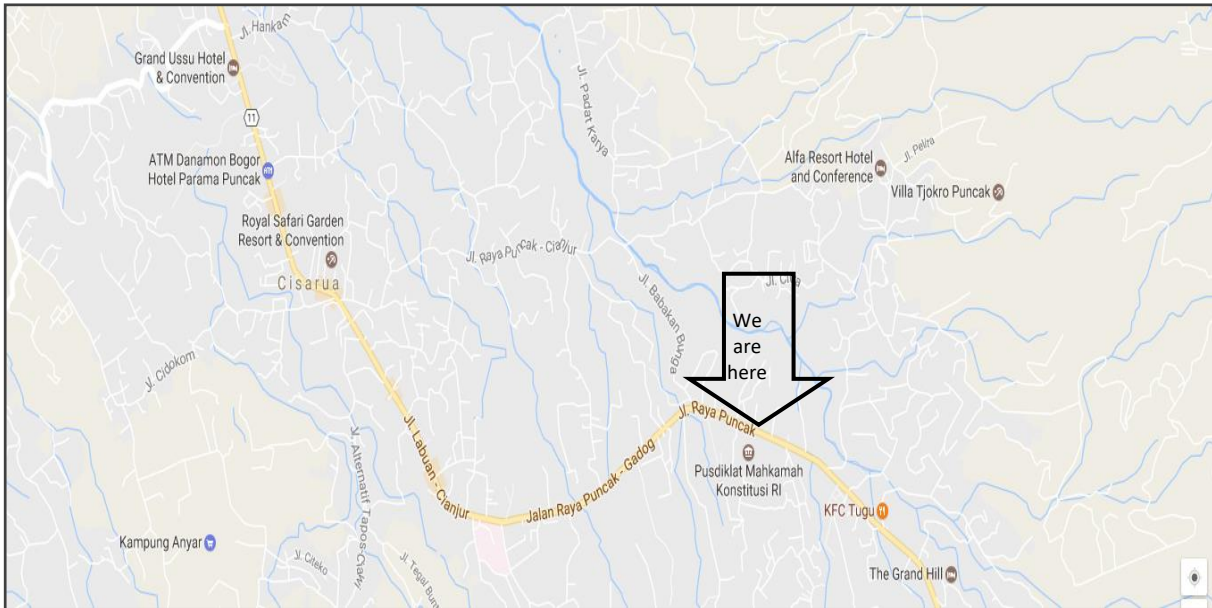 Jl. Hankam
Grand Ussu Hotel
& Convention
11
Jl. Padat Karya
ATM Danamon Bogor
Hotel Parama Puncak
Alfa Resort Hotel
and Conference
Jl. Pelira
Villa Tjokro Puncak
Royal Safari Garden
Resort & Convention
Jl. Raya Puncak - Cianjur
Cisarua
Jl. Babakan Bunga
We
are
here
Jl. Cidokom
Jl. Raya Puncak
Jl. Labuan - Cianjur
Jl. Alternatif Tapos-Ciawi
Jalan Raya Puncak - Gadog
Pusdiklat Mahkamah
Konstitusi RI
KFC Tugu
Kampung Anyar
Jl. Citeko
Jl. Tegal
The Grand Hill